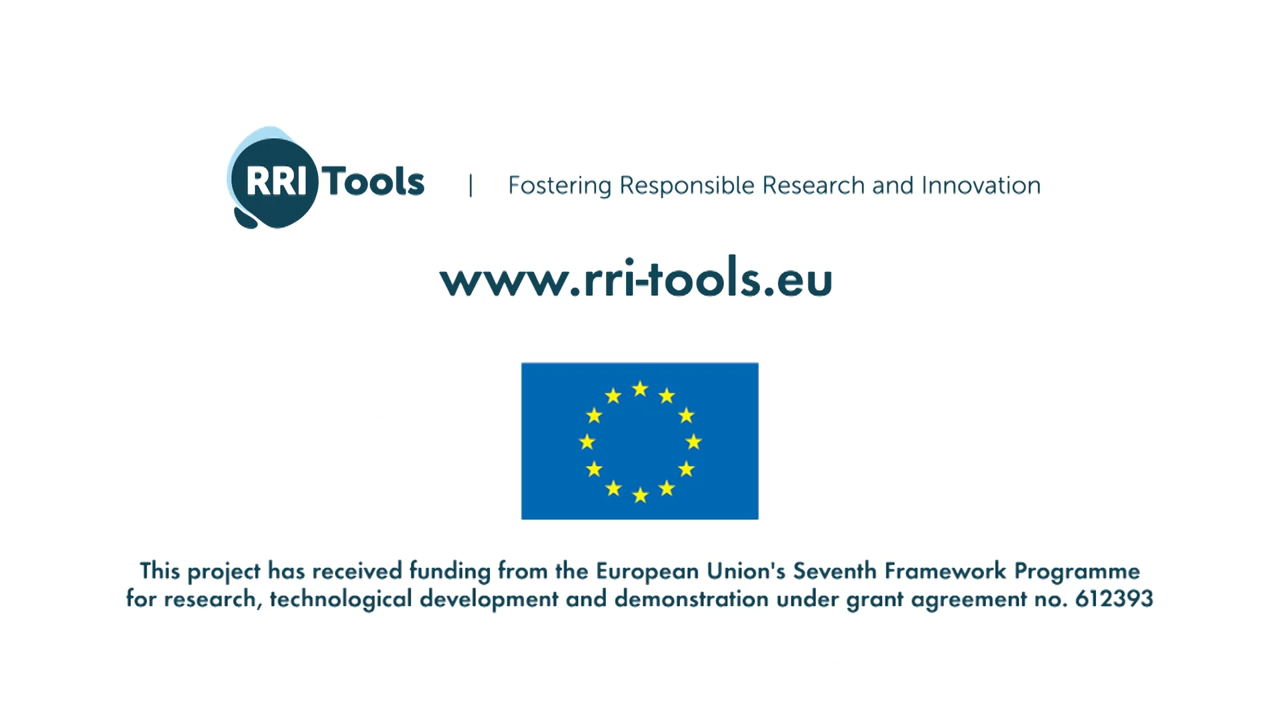 RRI Tools | Fostering Responsible Research and Innovation
www.rri-tools.eu
This project has received funding from the European Union's Seventh Framework Programme
for research, technological development and demonstration under grant agreement no. 612393